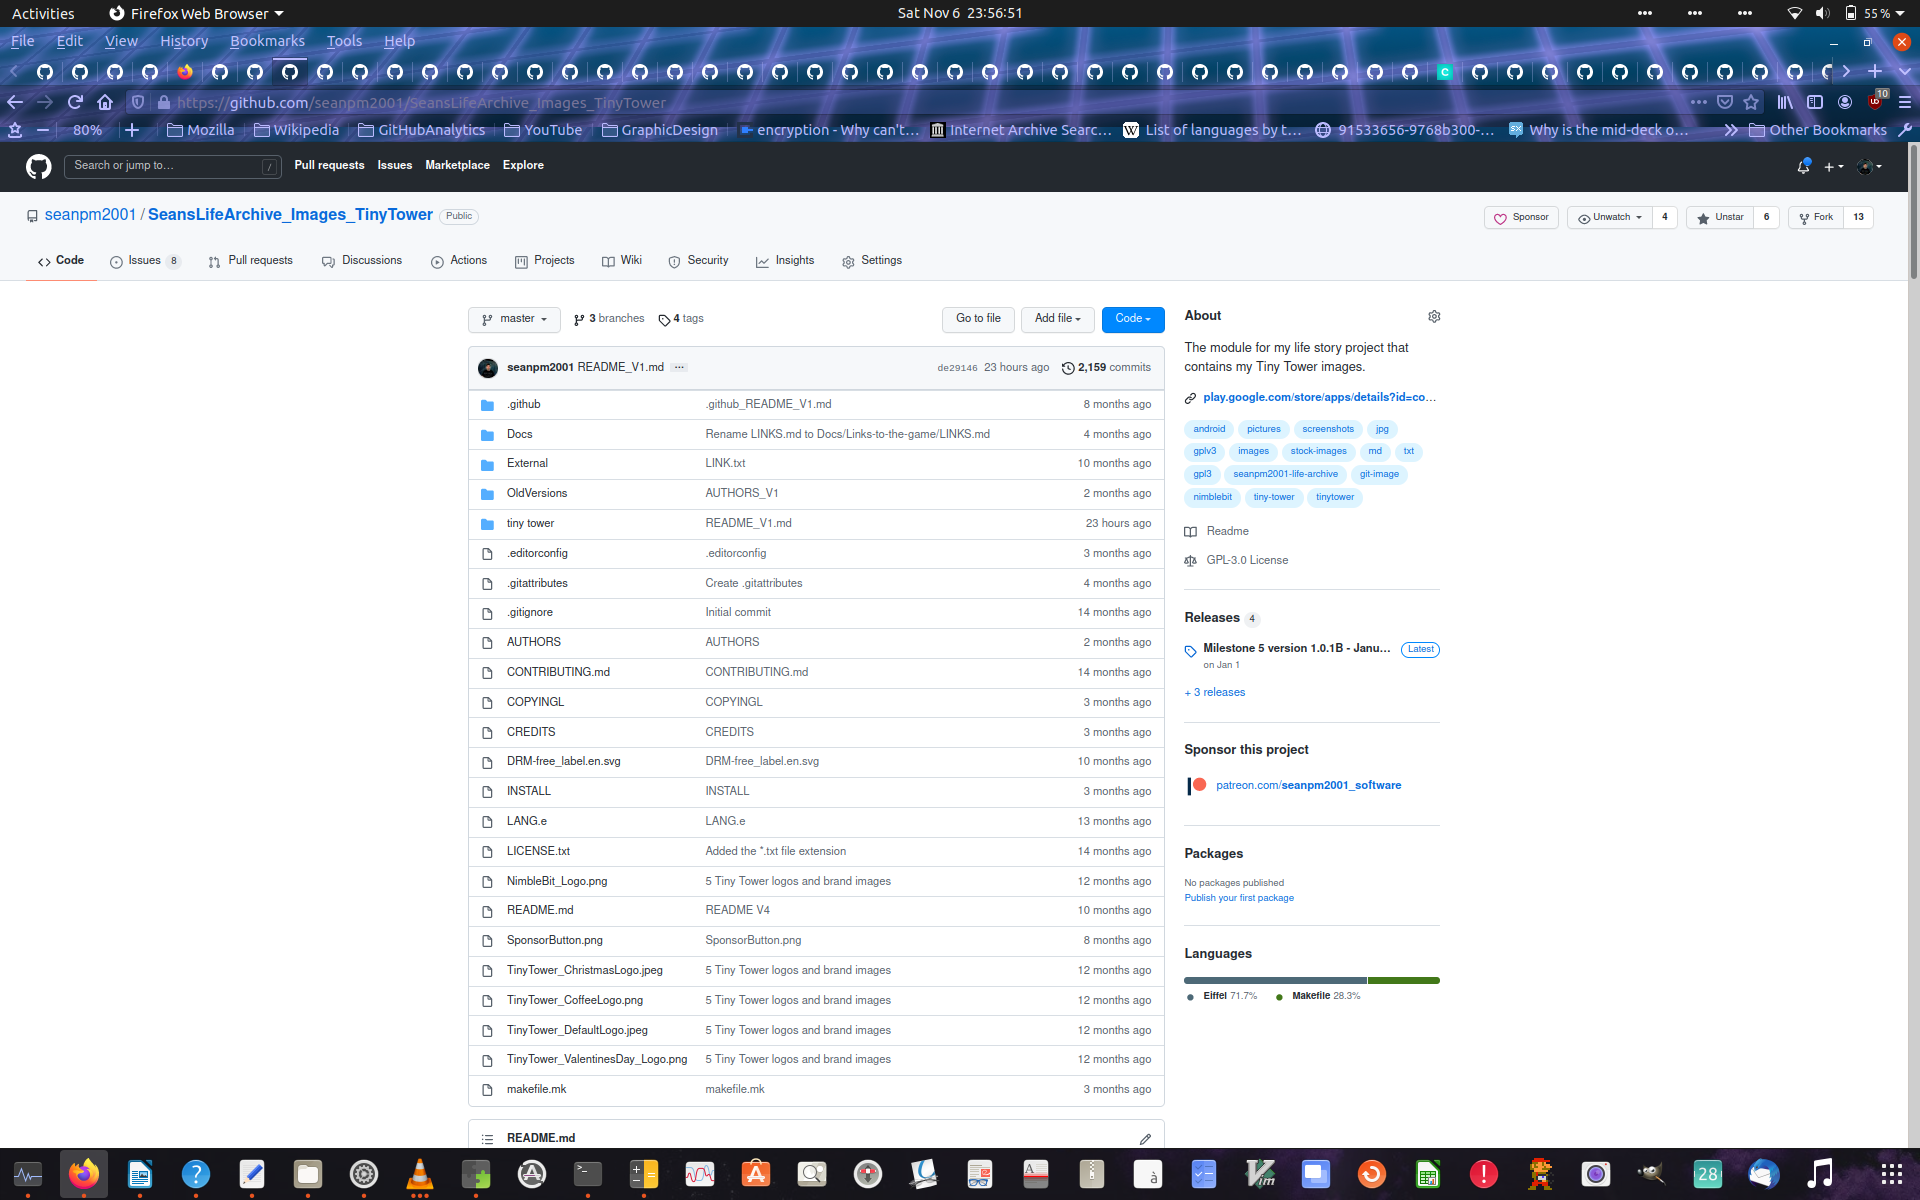 Activities Firefox Web Browser Sat Nov 6 23:56:51 55 %
File Edit View History Bookmarks Tools Help
https://github.com/seanpm2001/SeansLifeArchive_Images_TinyTower 10
80% Mozilla Wikipedia GitHubAnalytics YouTube GraphicDesign encryption - Why can't... Internet Archive Searc... List of languages by t... 91533656-9768b300-... Why is the mid-deck o... Other Bookmarks
Search or jump to... / Pull requests Issues Marketplace Explore
seanpm2001 / SeansLifeArchive_Images_TinyTower Public Sponsor Unwatch 4 Unstar 6 Fork 13
Code Issues 8 Pull requests Discussions Actions Projects Wiki Security Insights Settings
master 3 branches 4 tags Go to file Add file Code
seanpm2001 README_V1.md ... de29146 23 hours ago 2,159 commits
.github .github_README_V1.md 8 months ago
Docs Rename LINKS.md to Docs/Links-to-the-game/LINKS.md 4 months ago
External LINK.txt 10 months ago
OldVersions AUTHORS_V1 2 months ago
tiny tower README_V1.md 23 hours ago
.editorconfig .editorconfig 3 months ago
.gitattributes Create .gitattributes 4 months ago
.gitignore Initial commit 14 months ago
AUTHORS AUTHORS 2 months ago
CONTRIBUTING.md CONTRIBUTING.md 14 months ago
COPYINGL COPYINGL 3 months ago
CREDITS CREDITS 3 months ago
DRM-free_label.en.svg DRM-free_label.en.svg 10 months ago
INSTALL INSTALL 3 months ago
LANG.e LANG.e 13 months ago
LICENSE.txt Added the *.txt file extension 14 months ago
NimbleBit_Logo.png 5 Tiny Tower logos and brand images 12 months ago
README.md README V4 10 months ago
SponsorButton.png SponsorButton.png 8 months ago
TinyTower_ChristmasLogo.jpeg 5 Tiny Tower logos and brand images 12 months ago
TinyTower_CoffeeLogo.png 5 Tiny Tower logos and brand images 12 months ago
TinyTower_DefaultLogo.jpeg 5 Tiny Tower logos and brand images 12 months ago
TinyTower_ValentinesDay_Logo.png 5 Tiny Tower logos and brand images 12 months ago
makefile.mk makefile.mk 3 months ago
README.md
About
The module for my life story project that
contains my Tiny Tower images.
play.google.com/store/apps/details?id=co...
android pictures screenshots jpg
gplv3 images stock-images md txt
gpl3 seanpm2001-life-archive git-image
nimblebit tiny-tower tinytower
Readme
GPL-3.0 License
Releases 4
Milestone 5 version 1.0.1B - Janu... Latest
on Jan 1
+ 3 releases
Sponsor this project
patreon.com/seanpm2001_software
Packages
No packages published
Publish your first package
Languages
Eiffel 71.7% Makefile 28.3%
28